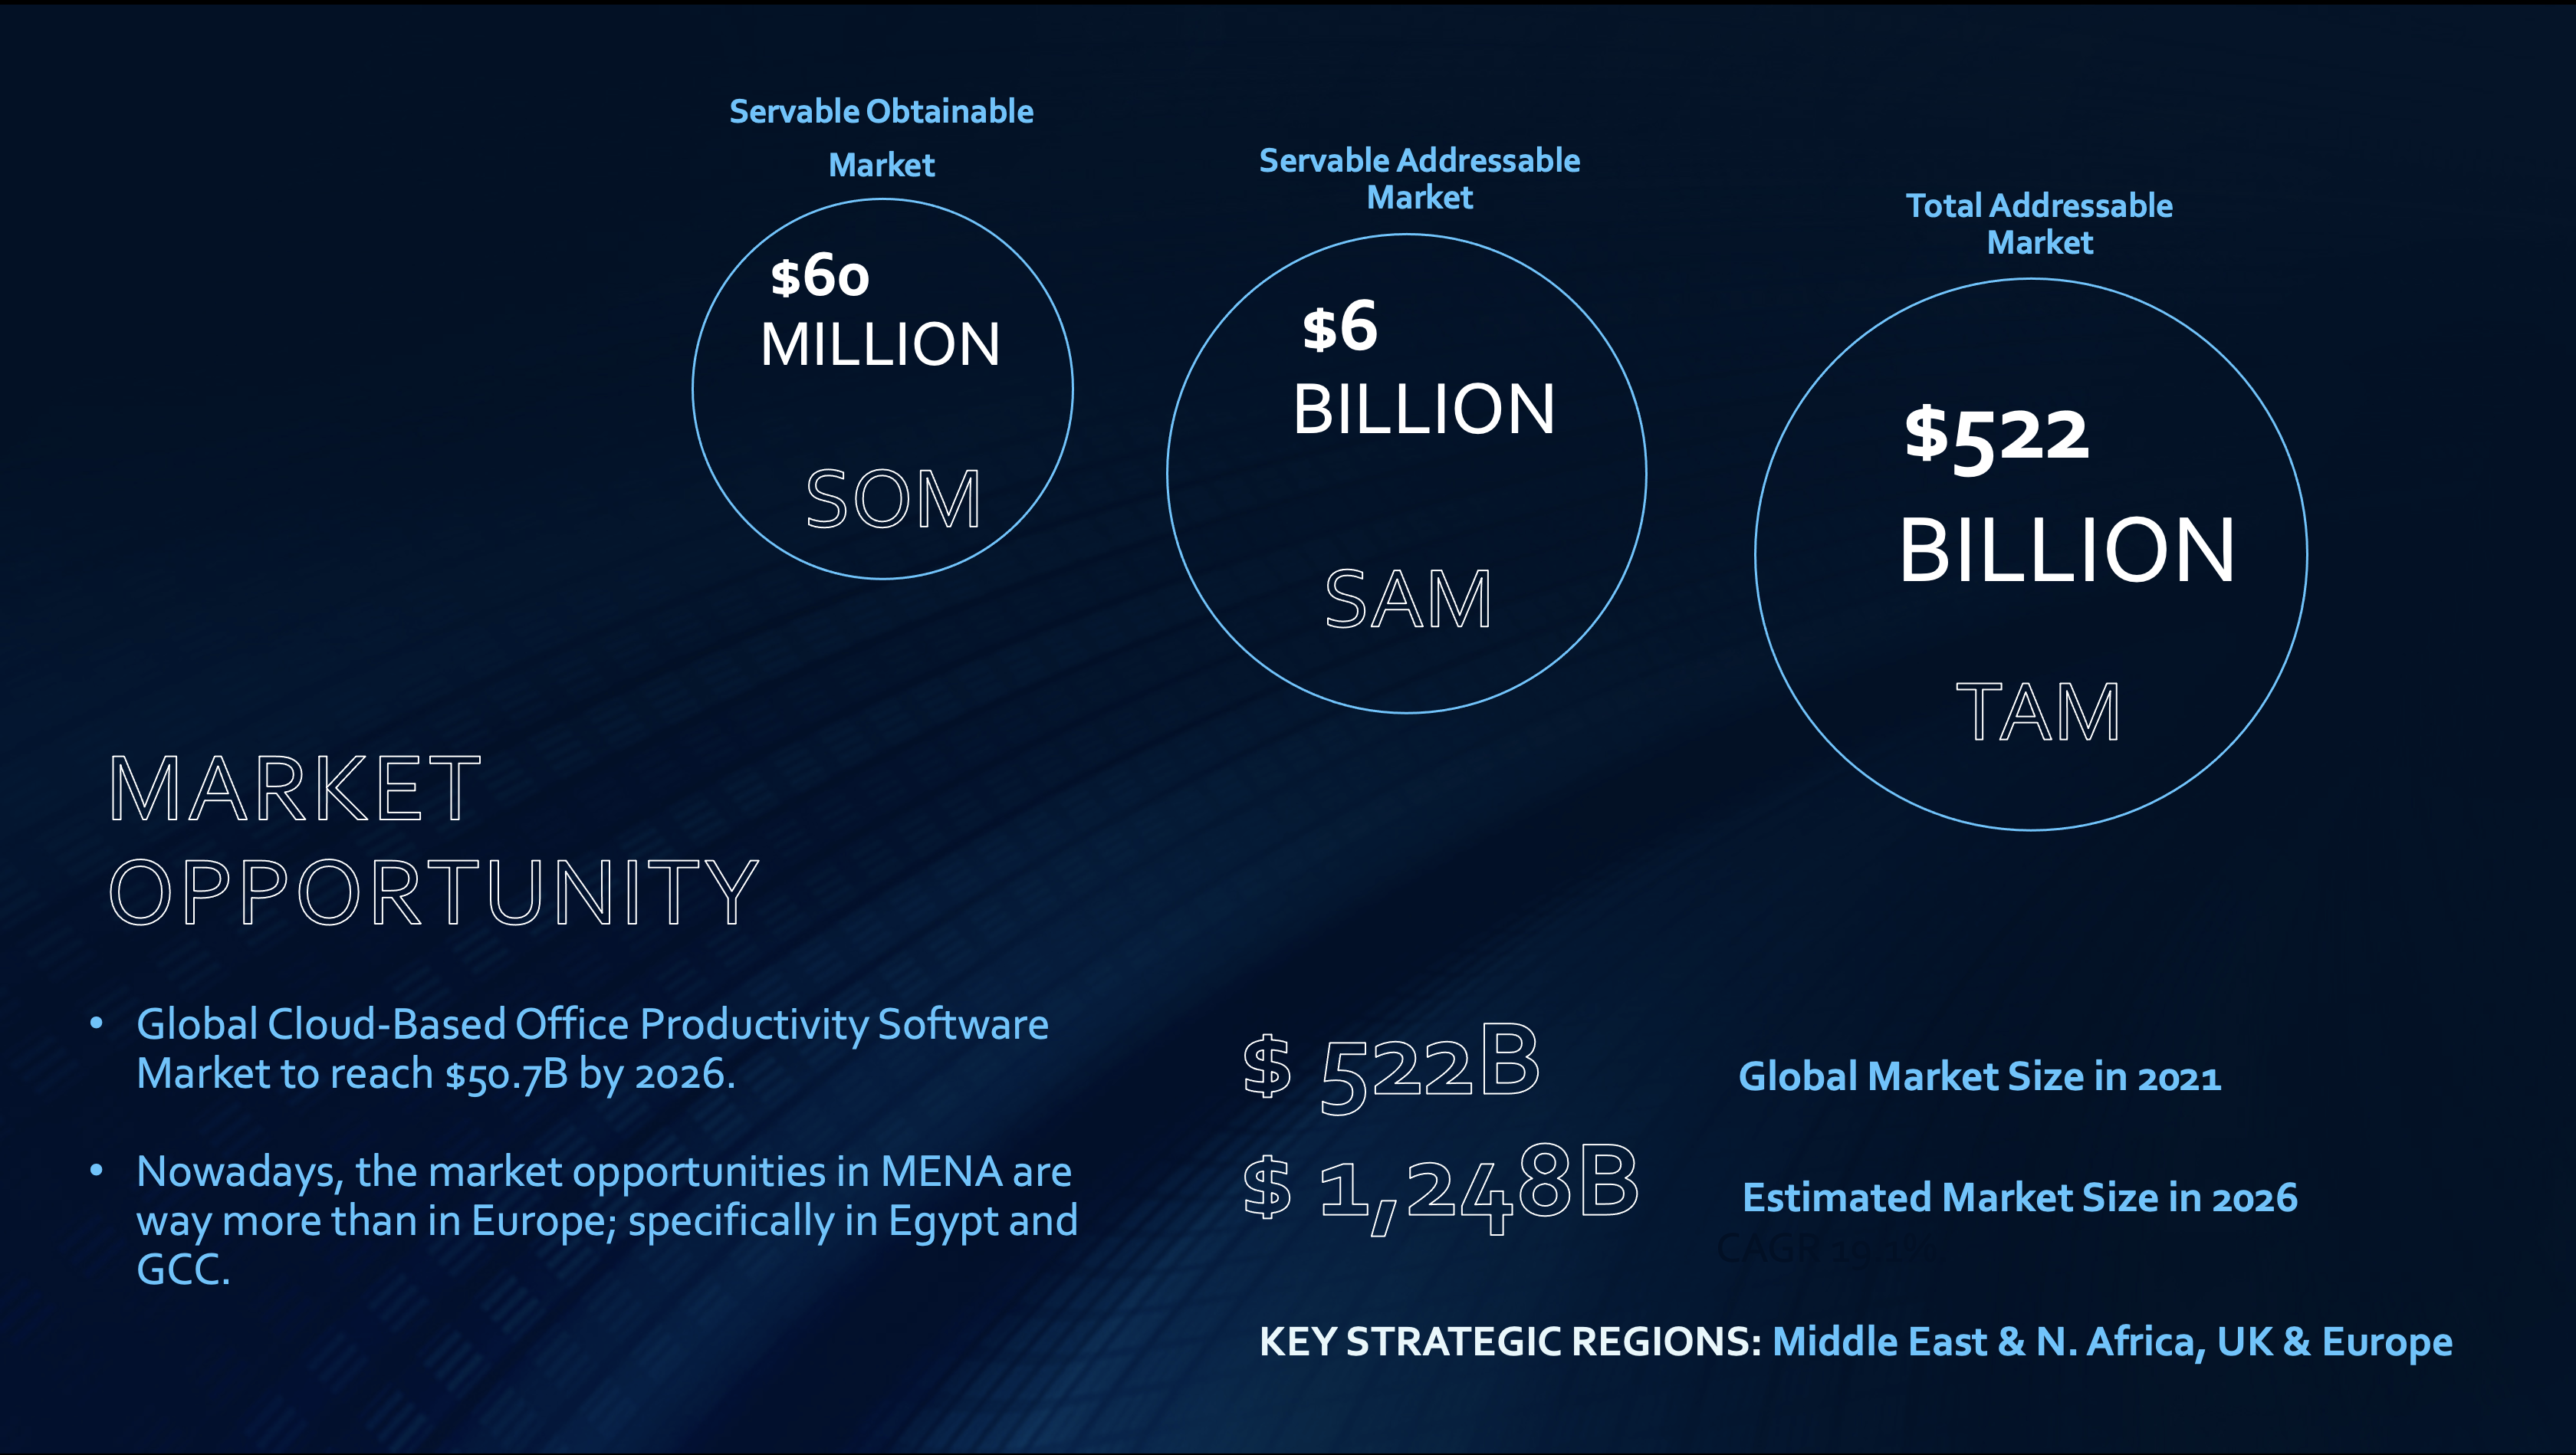 Servable Obtainable
Market
$60
MILLION
SOM
Servable Addressable
Market
$6
BILLION
SAM
Total Addressable
Market
$522
BILLION
TAM
MARKET
OPPORTUNITY
• Global Cloud-Based Office Productivity Software
Market to reach $50.7B by 2026.
• Nowadays, the market opportunities in MENA are
way more than in Europe; specifically in Egypt and
GCC.
$ 522B
Global Market Size in 2021
$ 1,248B
Estimated Market Size in 2026
CAGR 19.1%
KEY STRATEGIC REGIONS: Middle East & N. Africa, UK & Europe